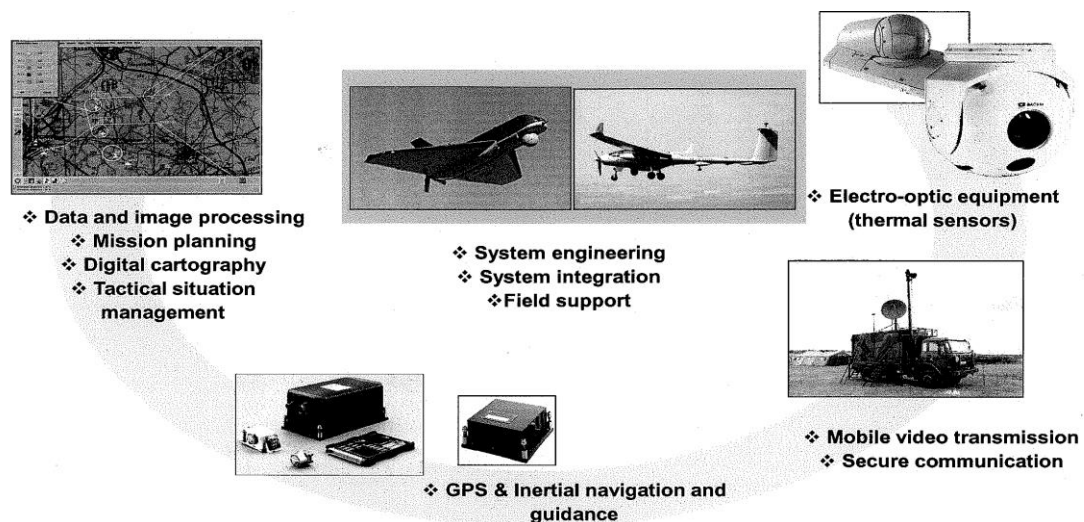 ❖ Data and image processing
❖ Mission planning
❖ Digital cartography
❖ Tactical situation
management
❖ System engineering
❖ System integration
❖Field support
❖ Electro-optic equipment
(thermal sensors)
❖ Mobile video transmission
❖ Secure communication
❖ GPS & Inertial navigation and
guidance